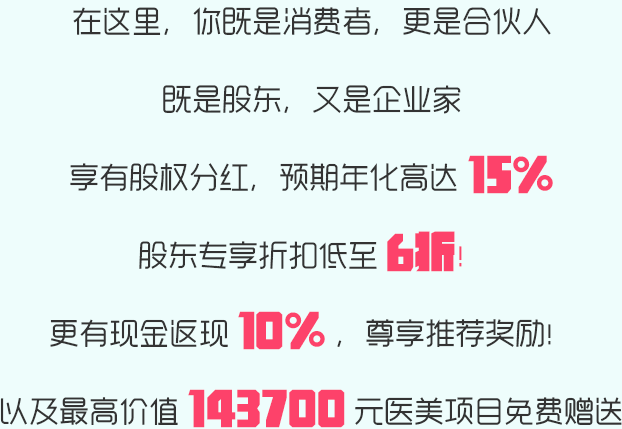 在这里，你既是消费者，更是合伙人
既是股东，又是企业家
享有股权分红，预期年化高达 15%
股东专享折扣低至 6折！
更有现金返现 10%，尊享推荐奖励！
以及最高价值 143700 元医美项目免费赠送